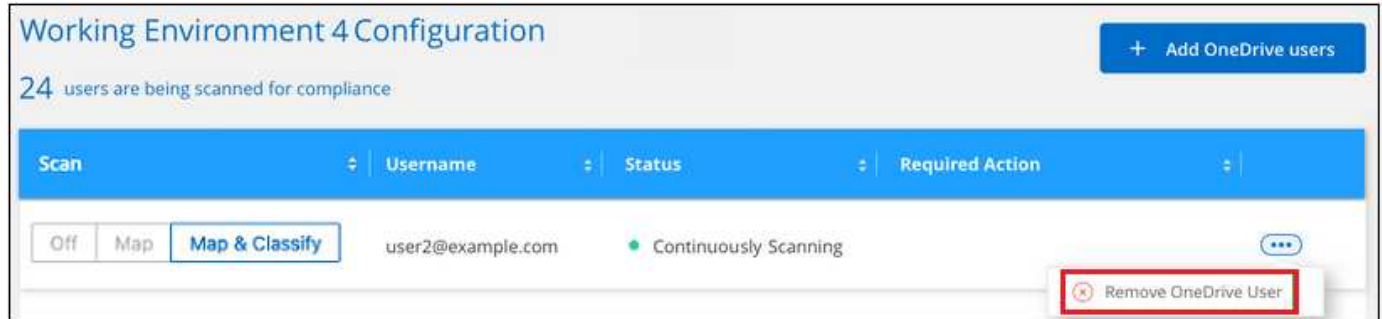 Working Environment 4 Configuration
+ Add OneDrive users
24 users are being scanned for compliance
Scan Username Status Required Action
Off Map Map & Classify user2@example.com Continuously Scanning
Remove OneDrive User